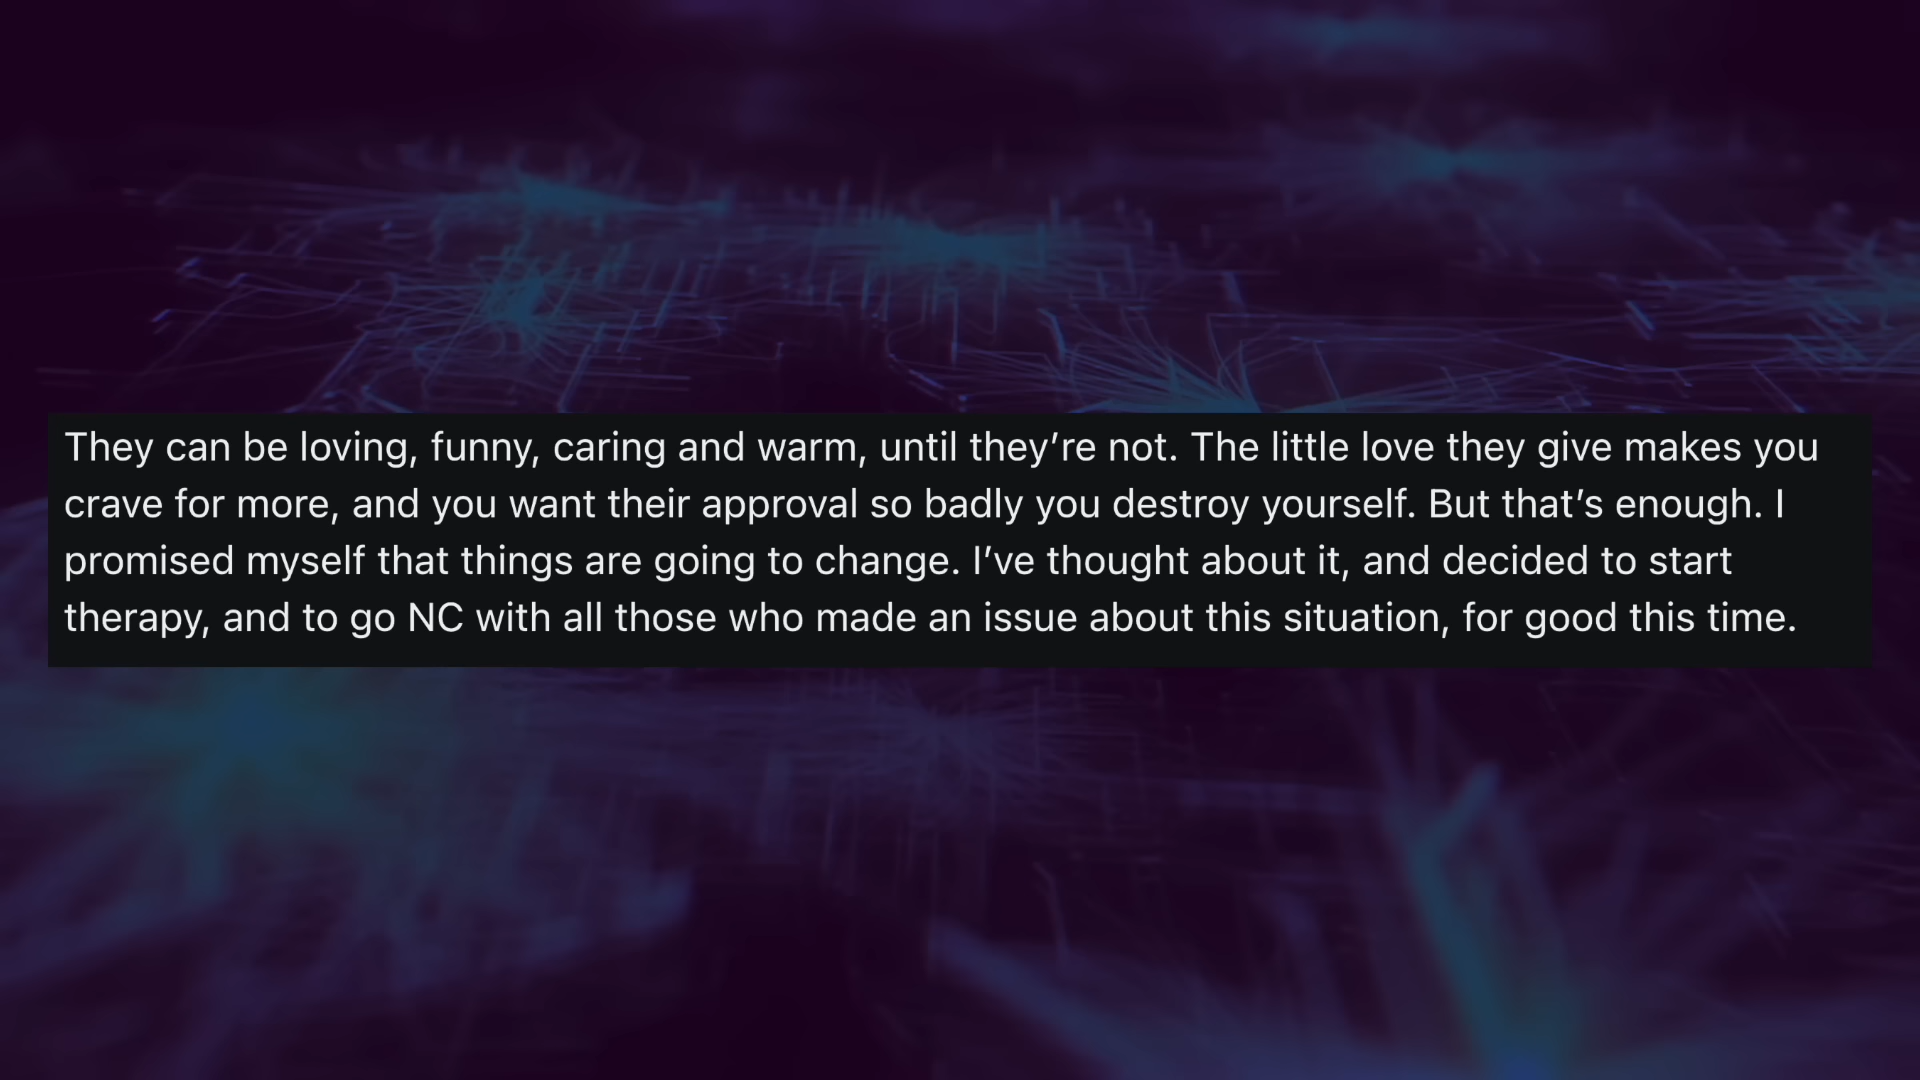 They can be loving, funny, caring and warm, until they’re not. The little love they give makes you
crave for more, and you want their approval so badly you destroy yourself. But that’s enough. I
promised myself that things are going to change. I’ve thought about it, and decided to start
therapy, and to go NC with all those who made an issue about this situation, for good this time.